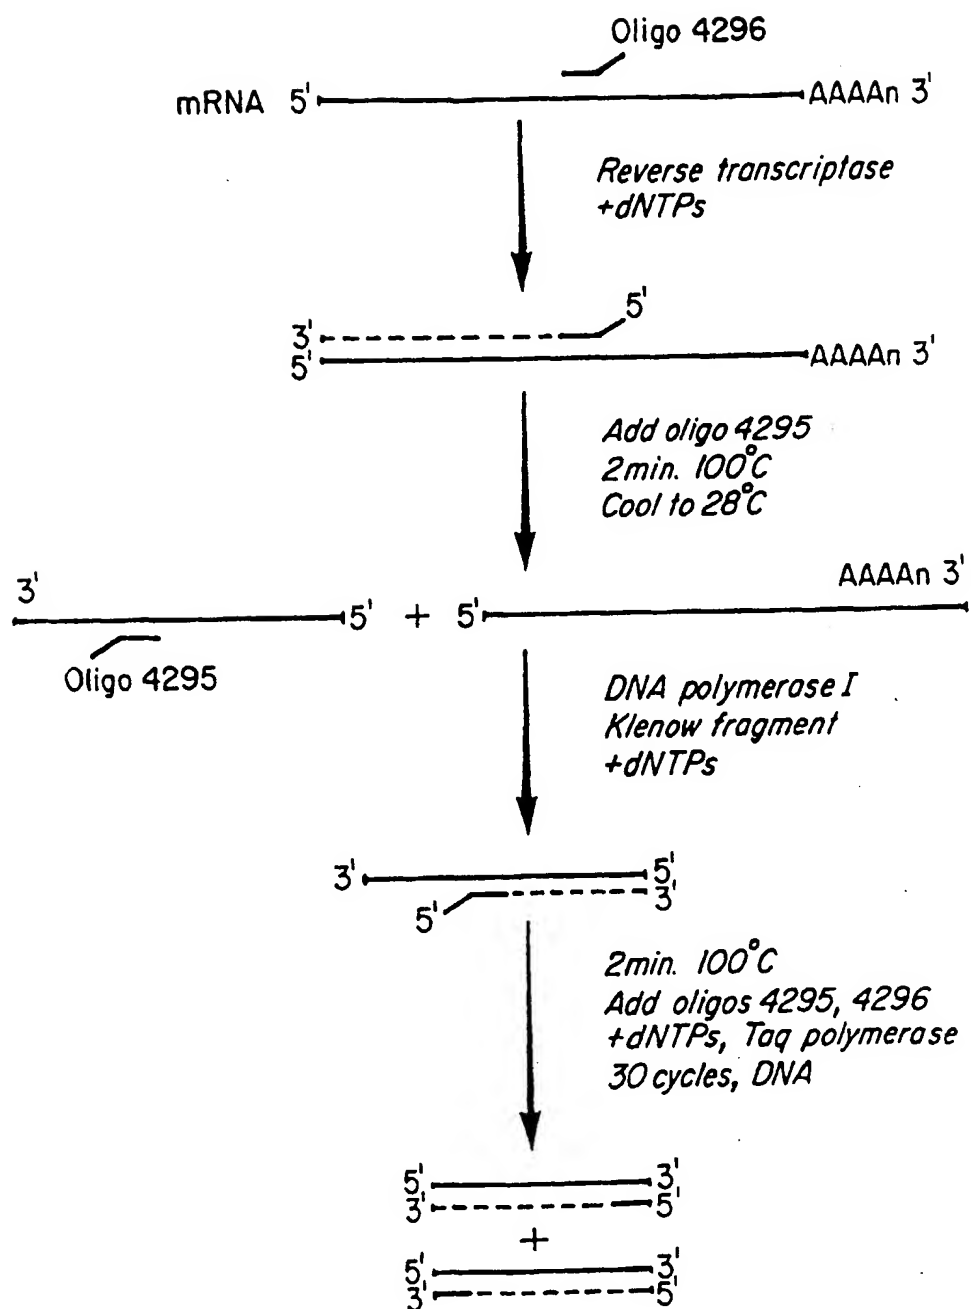 Oligo 4296
mRNA 5' AAAAn 3'
Reverse transcriptase
+dNTPs
5'
3'
5' AAAAn 3'
Add oligo 4295
2min. 100°C
Cool to 28°C
3' AAAAn 3'
5' + 5'
Oligo 4295
DNA polymerase I
Klenow fragment
+dNTPs
3' 5'
5' 3'
2min. 100°C
Add oligos 4295, 4296
+dNTPs, Taq polymerase
30 cycles, DNA
5' 3'
3' 5'
+
5' 3'
3' 5'